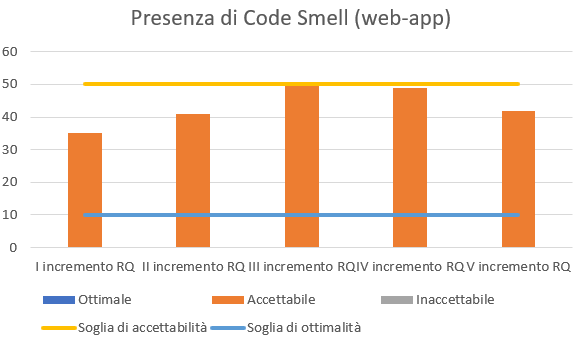 Presenza di Code Smell (web-app)
60
50
40
30
20
10
0
I incremento RQ II incremento RQ III incremento RQ IV incremento RQ V incremento RQ
Ottimale Accettabile Inaccettabile
Soglia di accettabilità Soglia di ottimalità